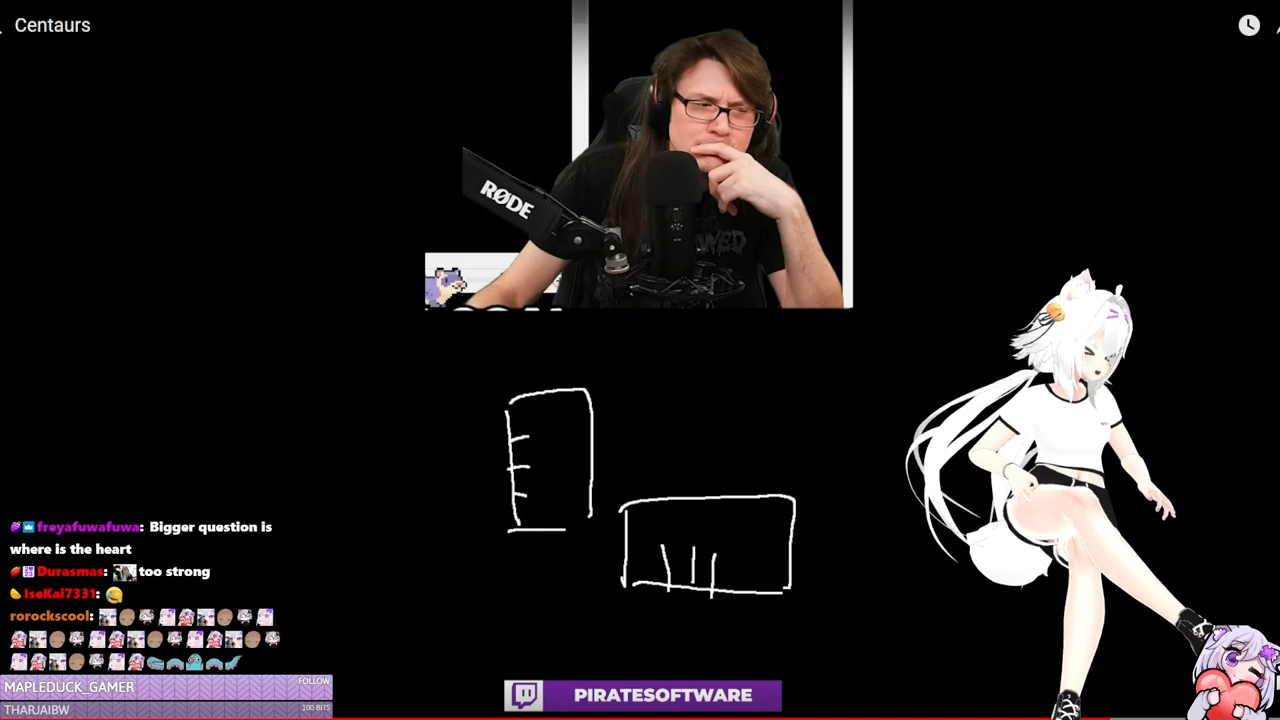 Centaurs
RØDE
freyafuwafuwa: Bigger question is
where is the heart
Durasmas: too strong
IseKal7331:
rorockscool:
MAPLEDUCK_GAMER
FOLLOW
THARJAIBW
100 BITS
PIRATESOFTWARE